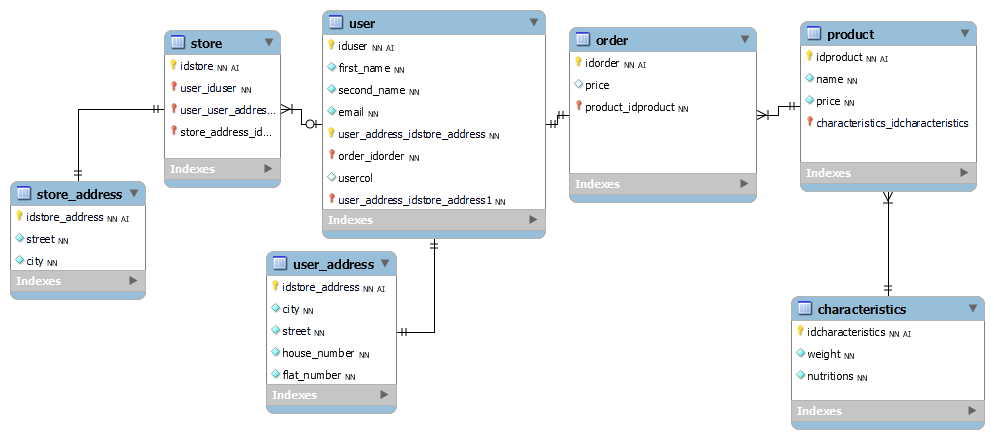 store
idstore NN AI
user_iduser NN
user_user_addres...
store_address_id...
Indexes
user
iduser NN AI
first_name NN
second_name NN
email NN
user_address_idstore_address NN
order_idorder NN
usercol
user_address_idstore_address1 NN
Indexes
order
idorder NN AI
price
product_idproduct NN
Indexes
product
idproduct NN AI
name NN
price NN
characteristics_idcharacteristics
Indexes
store_address
idstore_address NN AI
street NN
city NN
Indexes
user_address
idstore_address NN AI
city NN
street NN
house_number NN
flat_number NN
Indexes
characteristics
idcharacteristics NN AI
weight NN
nutritions NN
Indexes